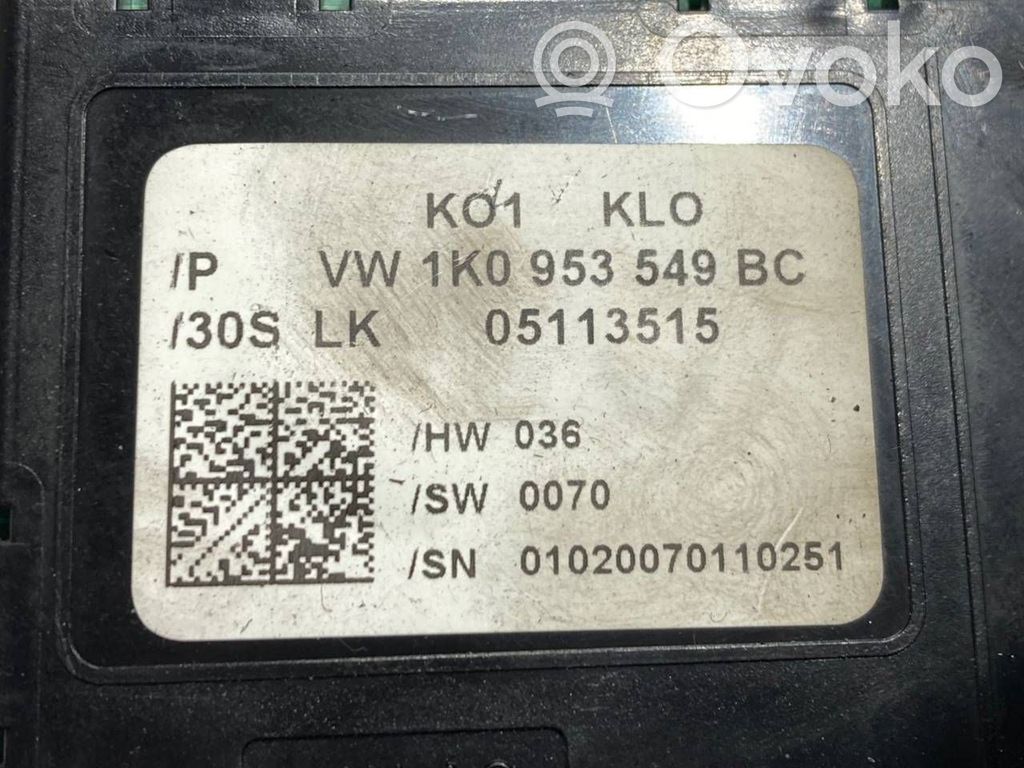 Ovoko
KO1 KLO
/P VW 1K0 953 549 BC
/30S LK 05113515
/HW 036
/SW 0070
/SN 01020070110251